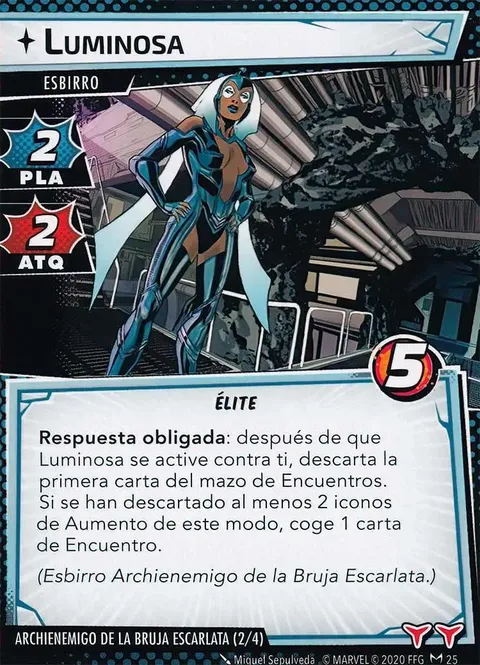 LUMINOSA
ESBIRRO
2
PLA
2
ATQ
5
ÉLITE
Respuesta obligada: después de que
Luminosa se active contra ti, descarta la
primera carta del mazo de Encuentros.
Si se han descartado al menos 2 iconos
de Aumento de este modo, coge 1 carta
de Encuentro.
(Esbirro Archienemigo de la Bruja Escarlata.)
ARCHIENEMIGO DE LA BRUJA ESCARLATA (2/4)
Miguel Sepulveda . © MARVEL © 2020 FFG M 25